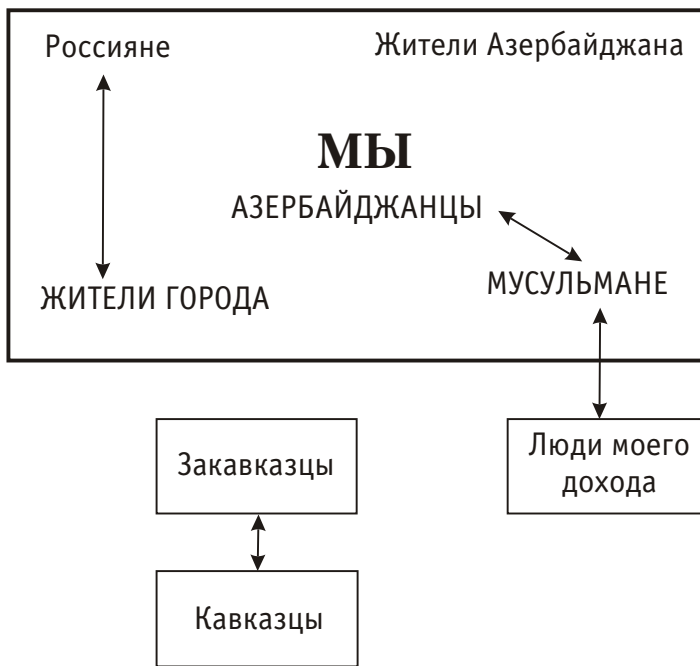 Россияне
Жители Азербайджана
МЫ
АЗЕРБАЙДЖАНЦЫ
ЖИТЕЛИ ГОРОДА
МУСУЛЬМАНЕ
Закавказцы
Люди моего
дохода
Кавказцы